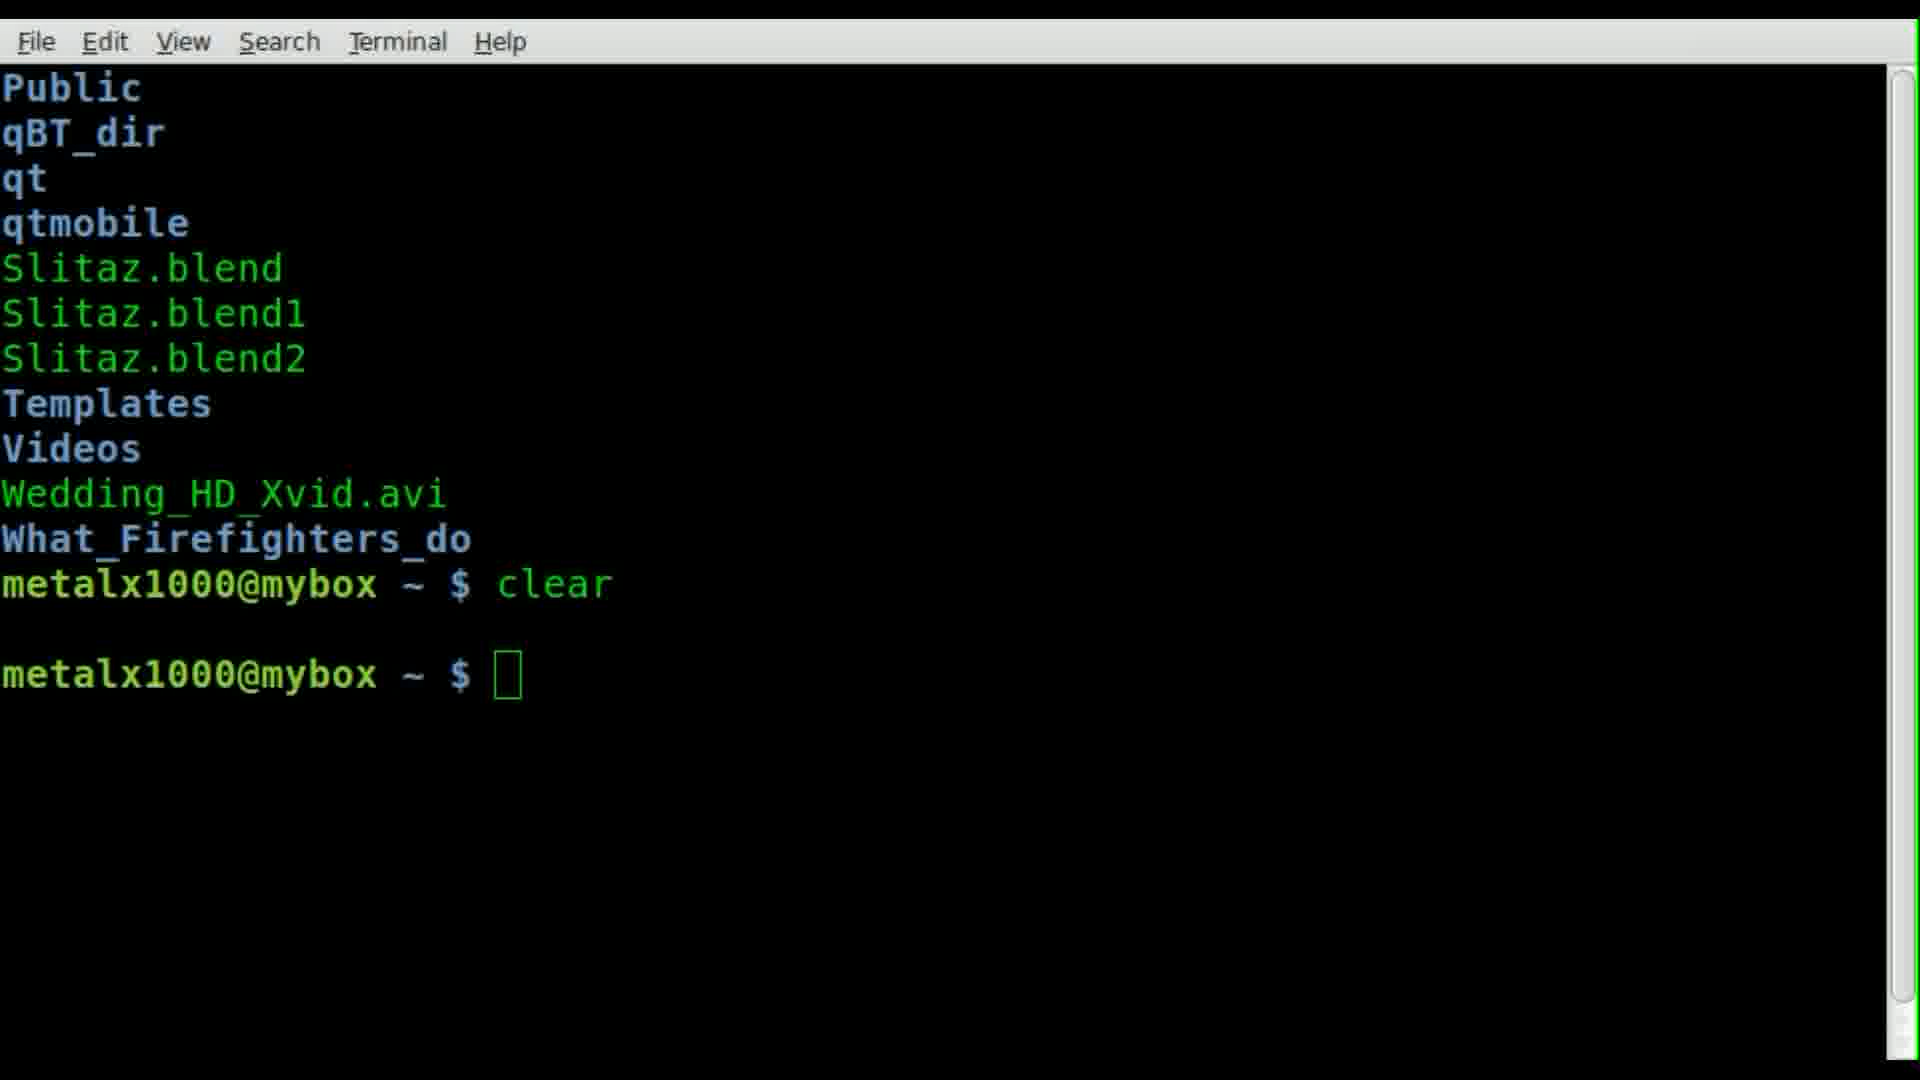 File Edit View Search Terminal Help
Public
qBT_dir
qt
qtmobile
Slitaz.blend
Slitaz.blend1
Slitaz.blend2
Templates
Videos
Wedding_HD_Xvid.avi
What_Firefighters_do
metalx1000@mybox ~ $ clear
metalx1000@mybox ~ $